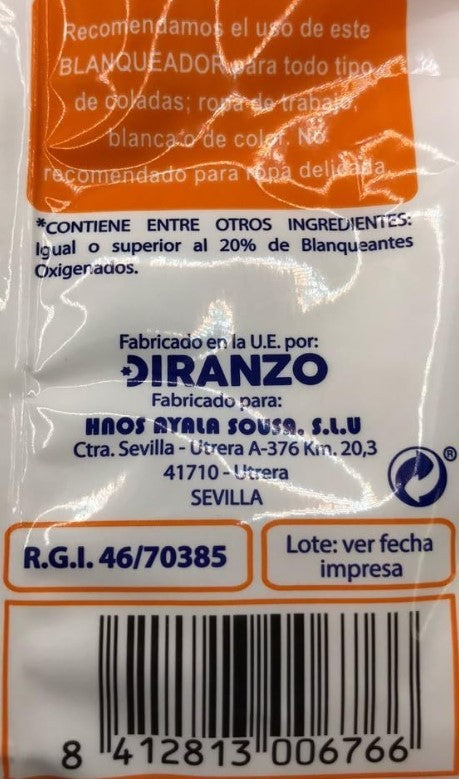 Recomendamos el uso de este
BLANQUEADOR para todo tipo
de coladas; ropa de trabajo,
blanca o de color. No
recomendado para ropa delicada.
*CONTIENE ENTRE OTROS INGREDIENTES:
Igual o superior al 20% de Blanqueantes
Oxigenados.
Fabricado en la U.E. por:
DIRANZO
Fabricado para:
HNOS AYALA SOUSA, S.L.U
Ctra. Sevilla - Utrera A-376 Km. 20,3
41710 - Utrera
SEVILLA
®
R.G.I. 46/70385
Lote: ver fecha
impresa
8 412813 006766